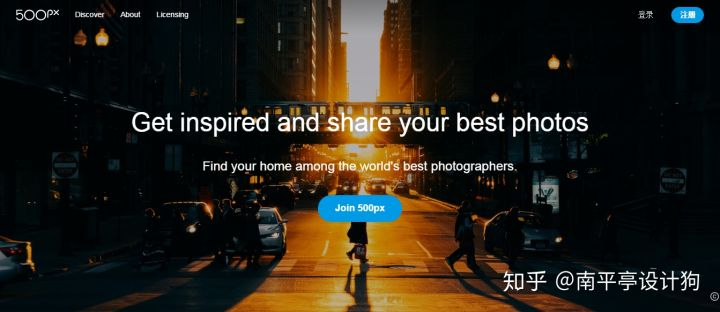 500px Discover About Licensing 登录 注册
Get inspired and share your best photos
Find your home among the world's best photographers.
Join 500px
知乎 @南平亭设计狗
©